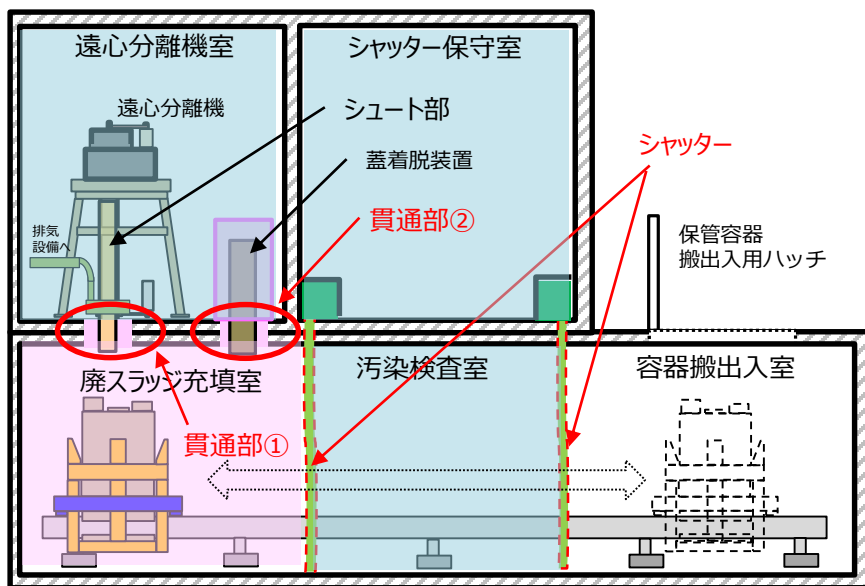 遠心分離機室
シャッター保守室
遠心分離機
シュート部
シャッター
蓋着脱装置
貫通部②
排気
設備へ
保管容器
搬出入用ハッチ
廃スラッジ充填室
汚染検査室
容器搬出入室
貫通部①